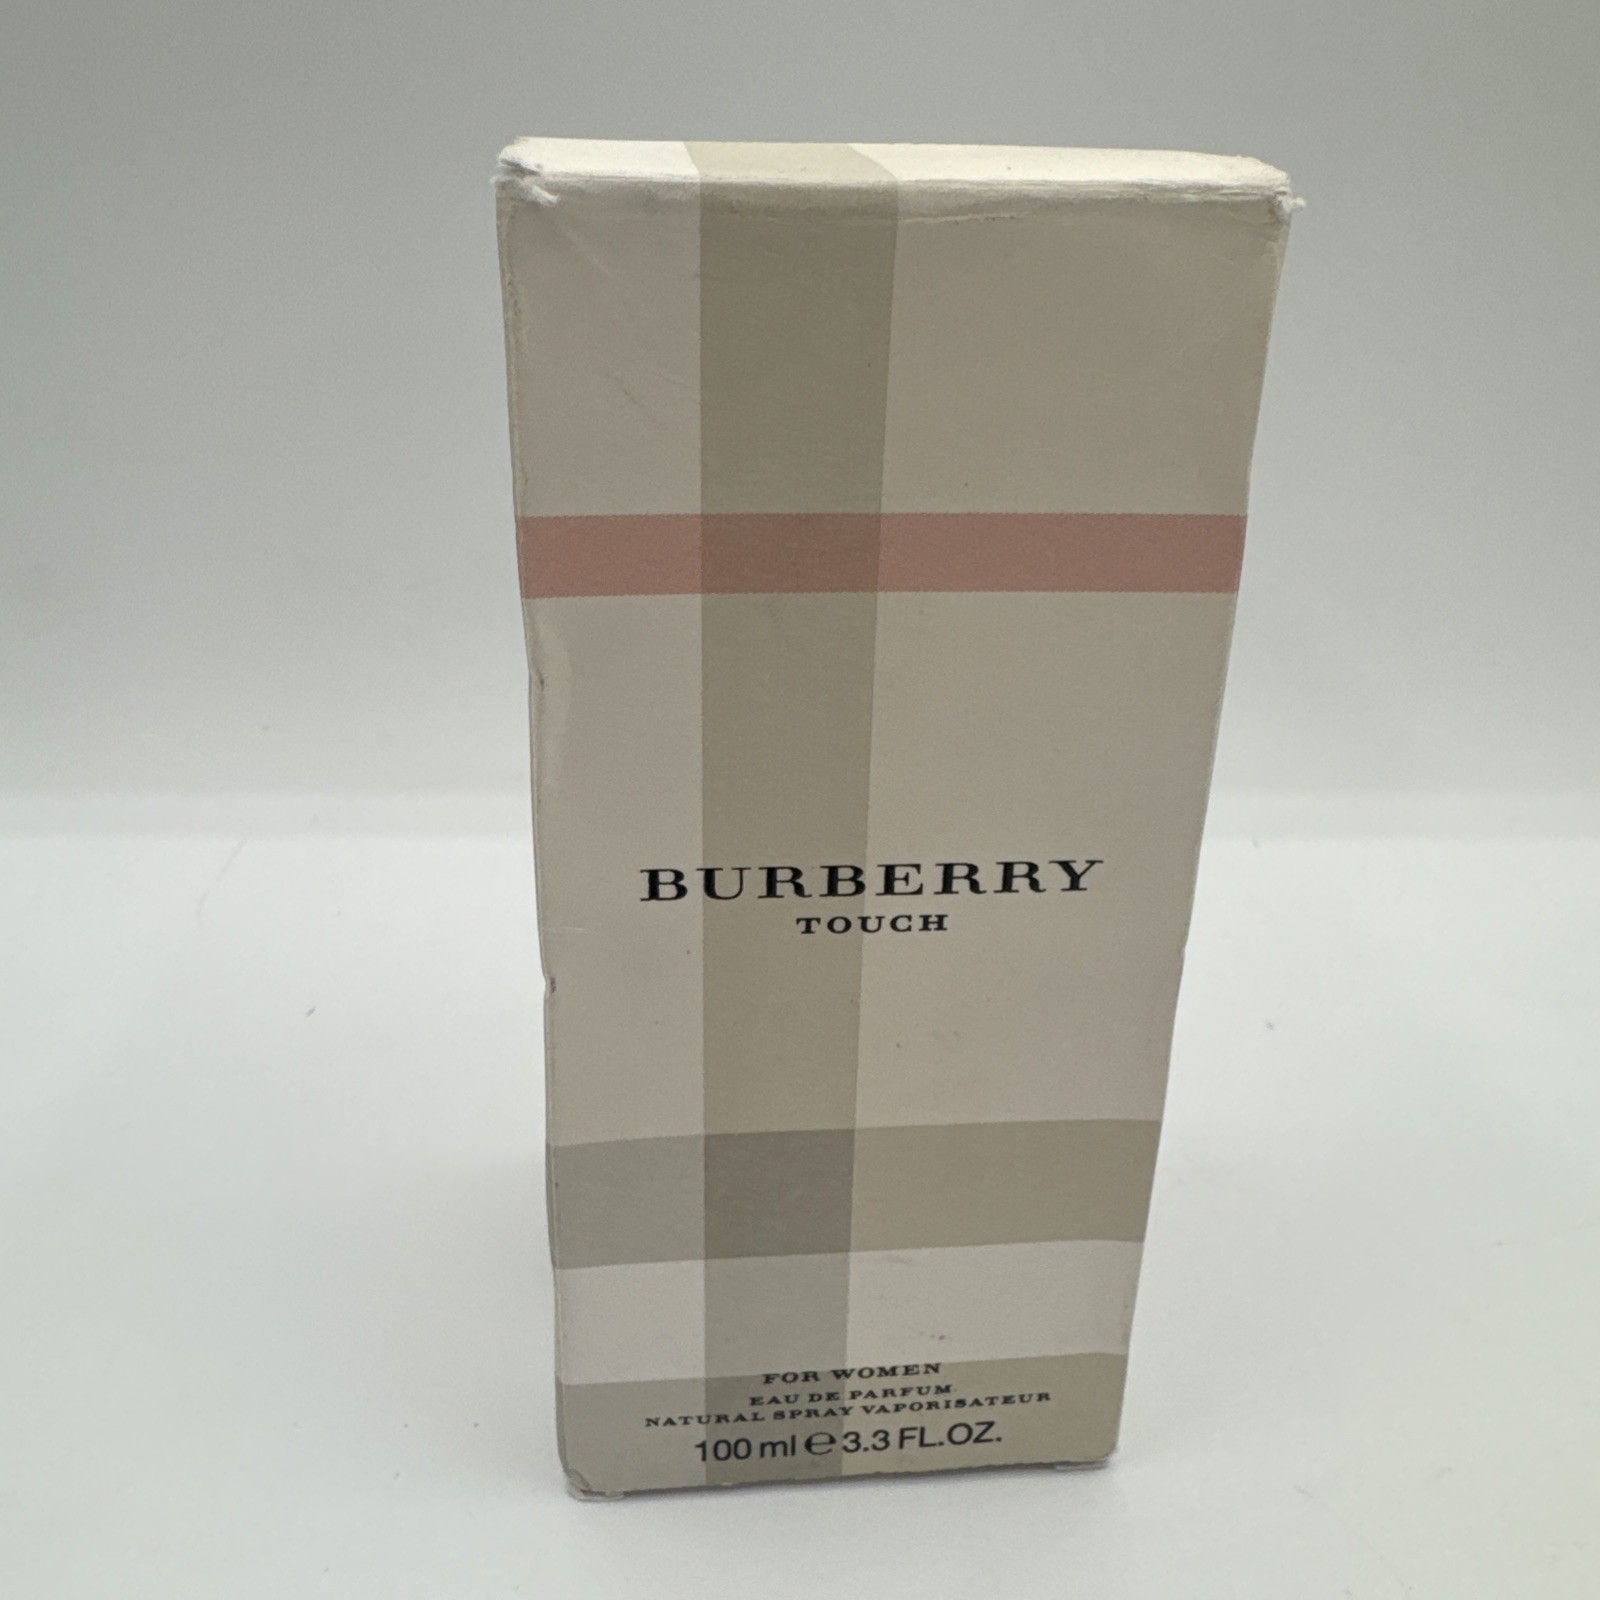 BURBERRY
TOUCH
FOR WOMEN
EAU DE PARFUM
NATURAL SPRAY VAPORISATEUR
100 ml ℮ 3.3 FL.OZ.